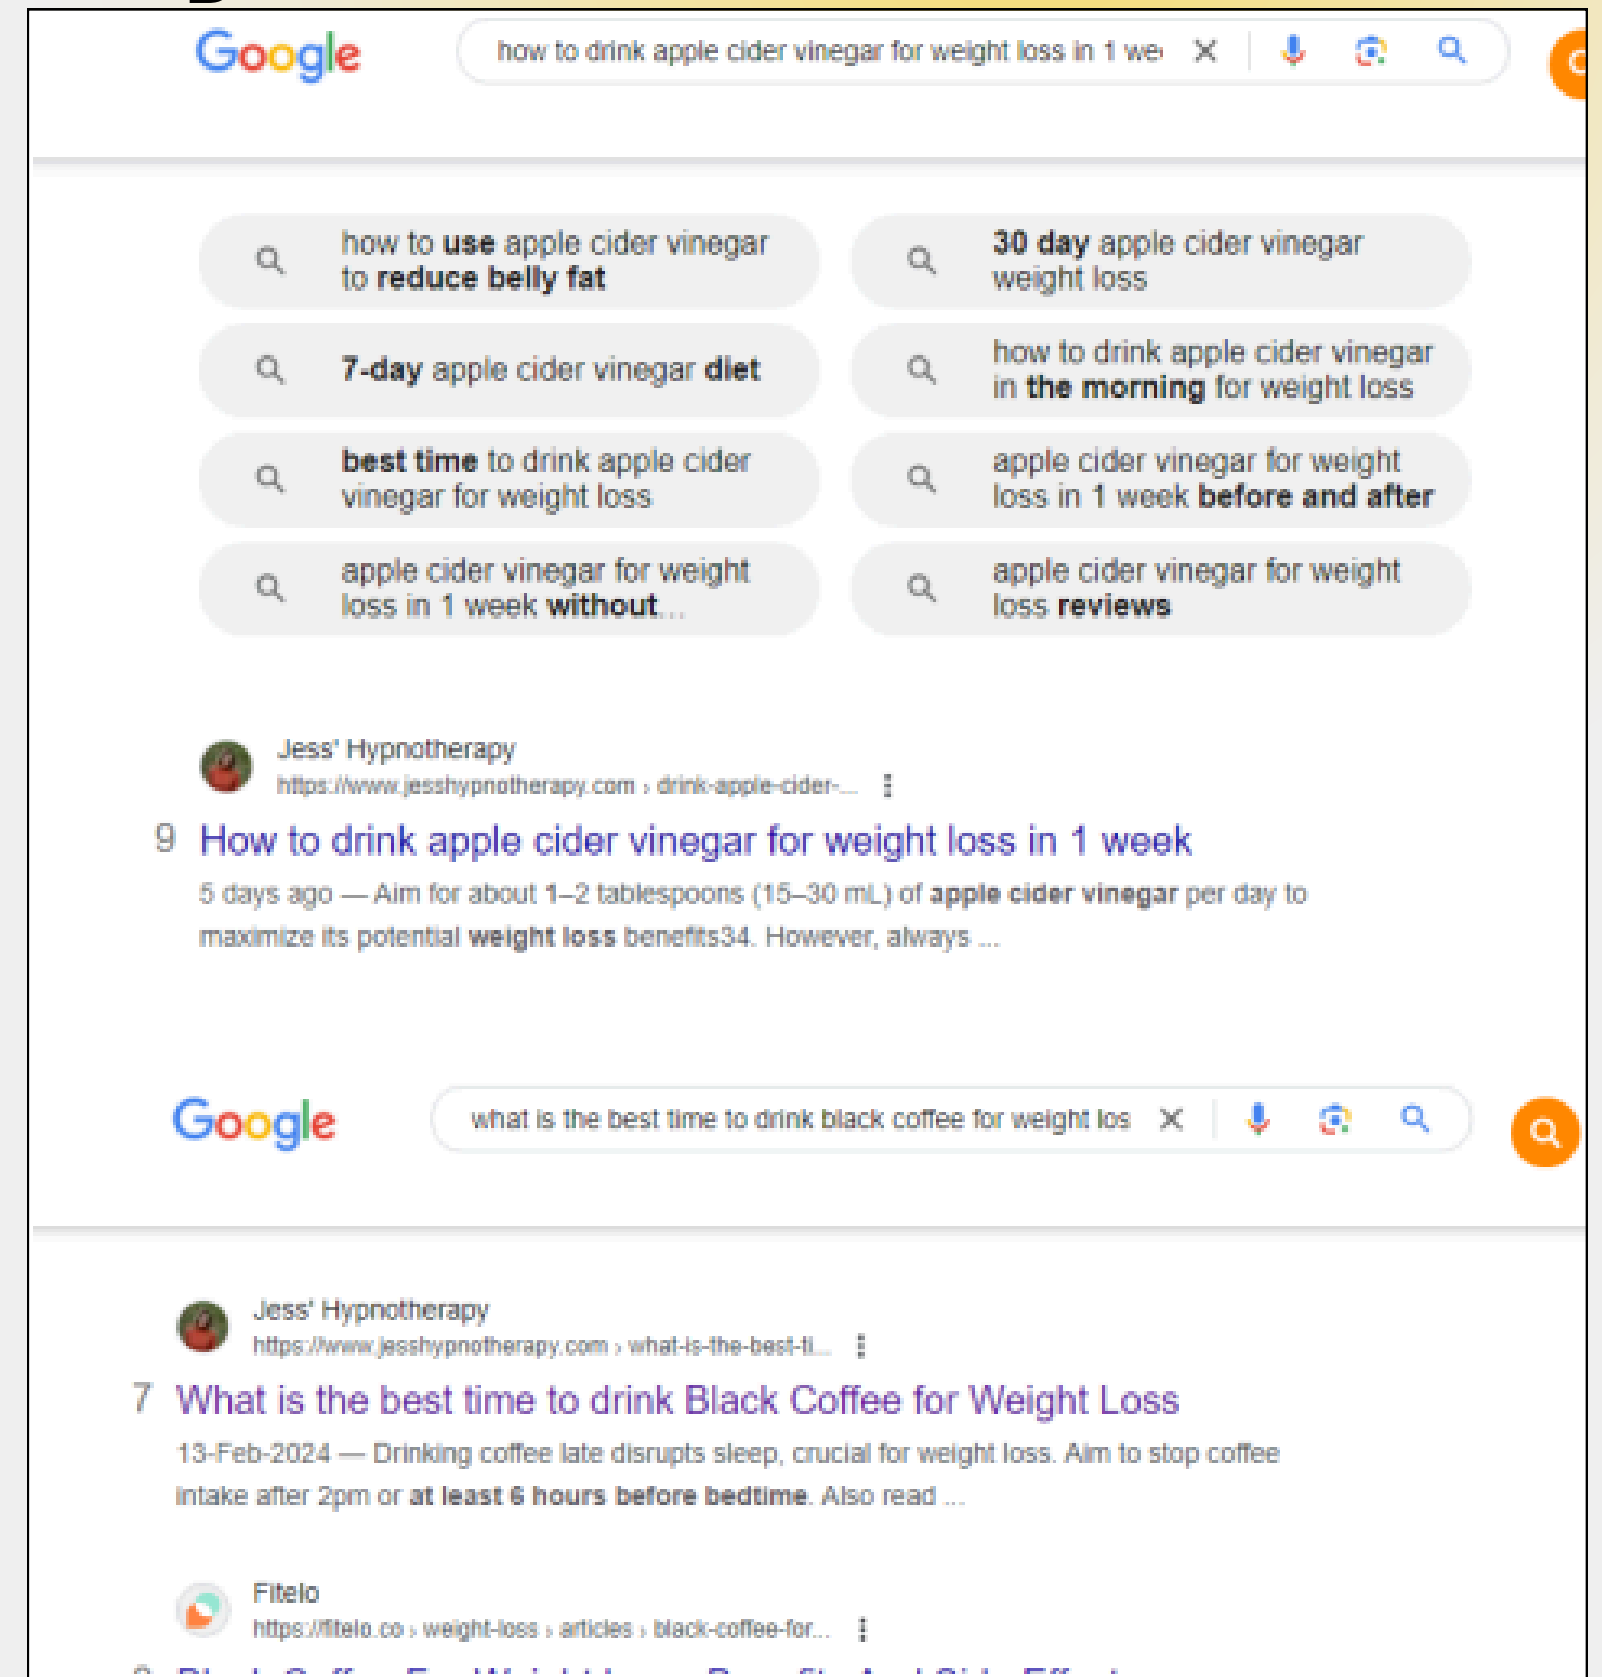 Google
how to drink apple cider vinegar for weight loss in 1 we
how to use apple cider vinegar
to reduce belly fat
30 day apple cider vinegar
weight loss
7-day apple cider vinegar diet
how to drink apple cider vinegar
in the morning for weight loss
best time to drink apple cider
vinegar for weight loss
apple cider vinegar for weight
loss in 1 week before and after
apple cider vinegar for weight
loss in 1 week without...
apple cider vinegar for weight
loss reviews
Jess' Hypnotherapy
https://www.jesshypnotherapy.com › drink-apple-cider-...
9 How to drink apple cider vinegar for weight loss in 1 week
5 days ago — Aim for about 1–2 tablespoons (15–30 mL) of apple cider vinegar per day to
maximize its potential weight loss benefits34. However, always ...
Google
what is the best time to drink black coffee for weight los
Jess' Hypnotherapy
https://www.jesshypnotherapy.com › what-is-the-best-ti...
7 What is the best time to drink Black Coffee for Weight Loss
13-Feb-2024 — Drinking coffee late disrupts sleep, crucial for weight loss. Aim to stop coffee
intake after 2pm or at least 6 hours before bedtime. Also read ...
Fitelo
https://fitelo.co › weight-loss › articles › black-coffee-for...
Black Coffee For Weight Loss: Benefits And Side Effect